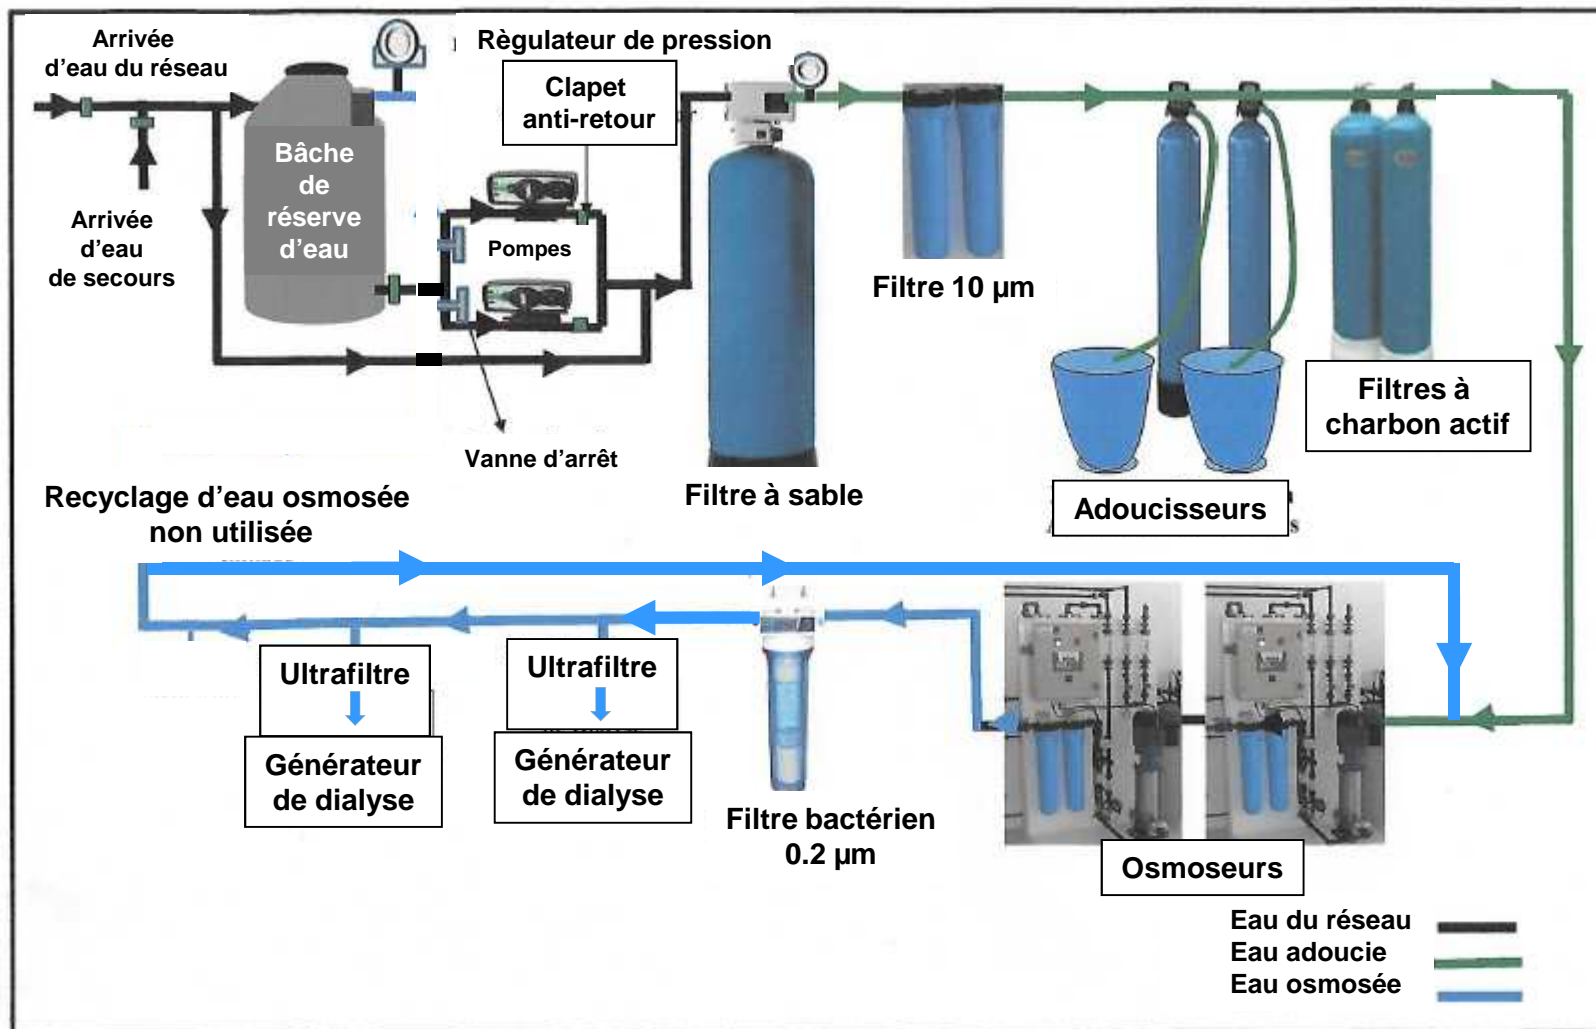 Arrivée
d'eau du réseau
Règulateur de pression
Clapet
anti-retour
Bâche
de
réserve
d'eau
Arrivée
d'eau
de secours
Pompes
Vanne d'arrêt
Filtre à sable
Filtre 10 µm
Adoucisseurs
Filtres à
charbon actif
Recyclage d'eau osmosée
non utilisée
Ultrafiltre
Générateur
de dialyse
Ultrafiltre
Générateur
de dialyse
Filtre bactérien
0.2 µm
Osmoseurs
Eau du réseau
Eau adoucie
Eau osmosée